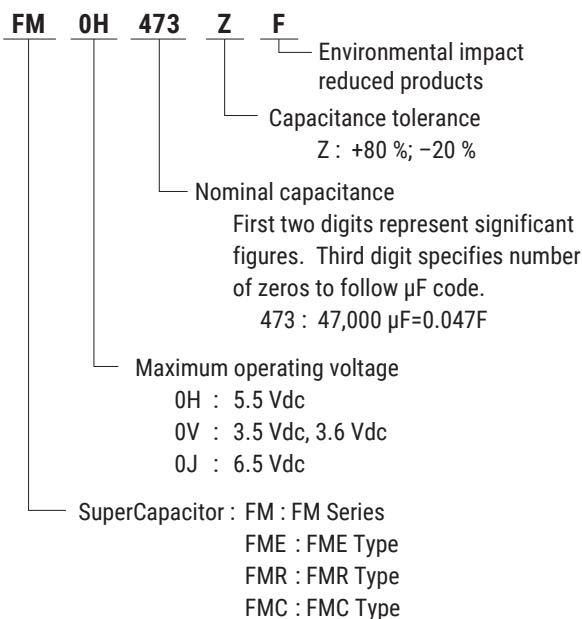 FM 0H 473 Z F
Environmental impact
reduced products
Capacitance tolerance
Z : +80 %; –20 %
Nominal capacitance
First two digits represent significant
figures. Third digit specifies number
of zeros to follow µF code.
473 : 47,000 µF=0.047F
Maximum operating voltage
0H : 5.5 Vdc
0V : 3.5 Vdc, 3.6 Vdc
0J : 6.5 Vdc
SuperCapacitor : FM : FM Series
FME : FME Type
FMR : FMR Type
FMC : FMC Type